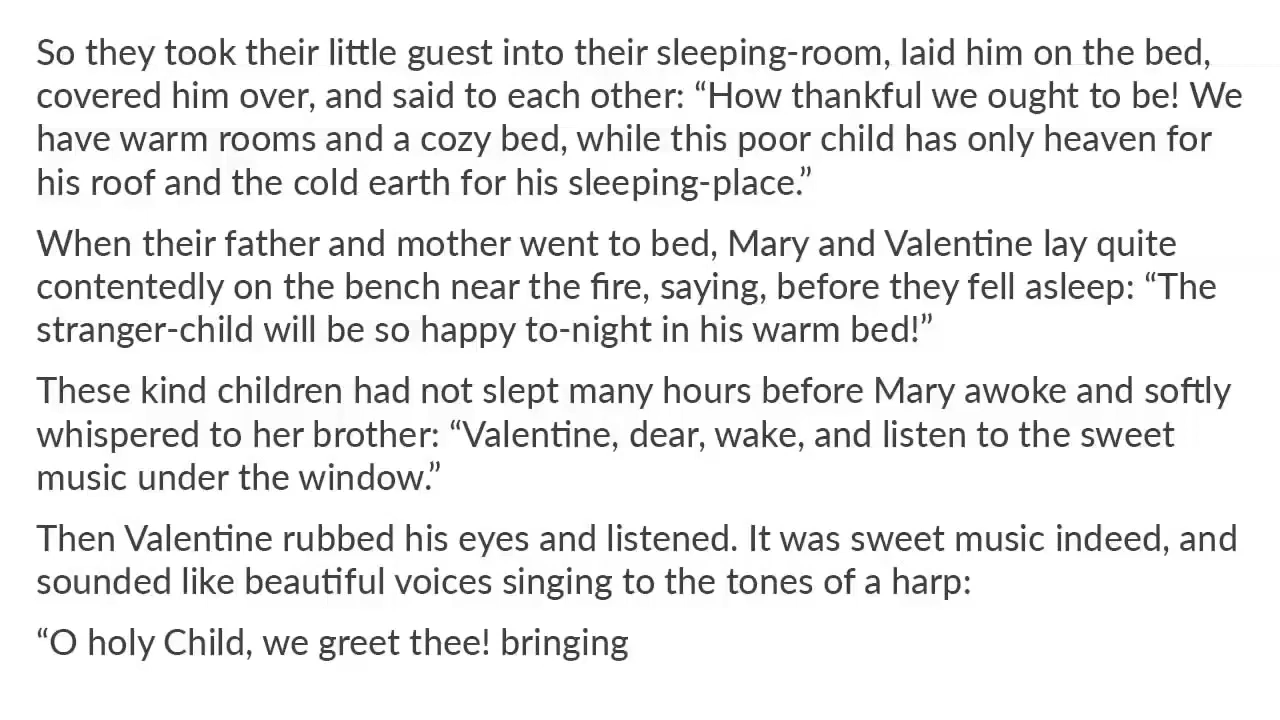 So they took their little guest into their sleeping-room, laid him on the bed,
covered him over, and said to each other: “How thankful we ought to be! We
have warm rooms and a cozy bed, while this poor child has only heaven for
his roof and the cold earth for his sleeping-place.”
When their father and mother went to bed, Mary and Valentine lay quite
contentedly on the bench near the fire, saying, before they fell asleep: “The
stranger-child will be so happy to-night in his warm bed!”
These kind children had not slept many hours before Mary awoke and softly
whispered to her brother: “Valentine, dear, wake, and listen to the sweet
music under the window.”
Then Valentine rubbed his eyes and listened. It was sweet music indeed, and
sounded like beautiful voices singing to the tones of a harp:
“O holy Child, we greet thee! bringing